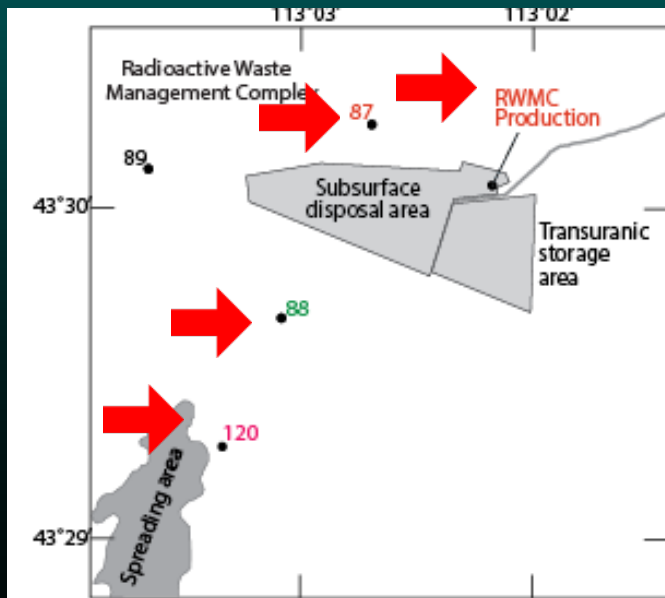 113°03′
113°02′
Radioactive Waste
Management Complex
87
RWMC
Production
89
43°30′
Subsurface
disposal area
Transuranic
storage
area
88
120
Spreading area
43°29′